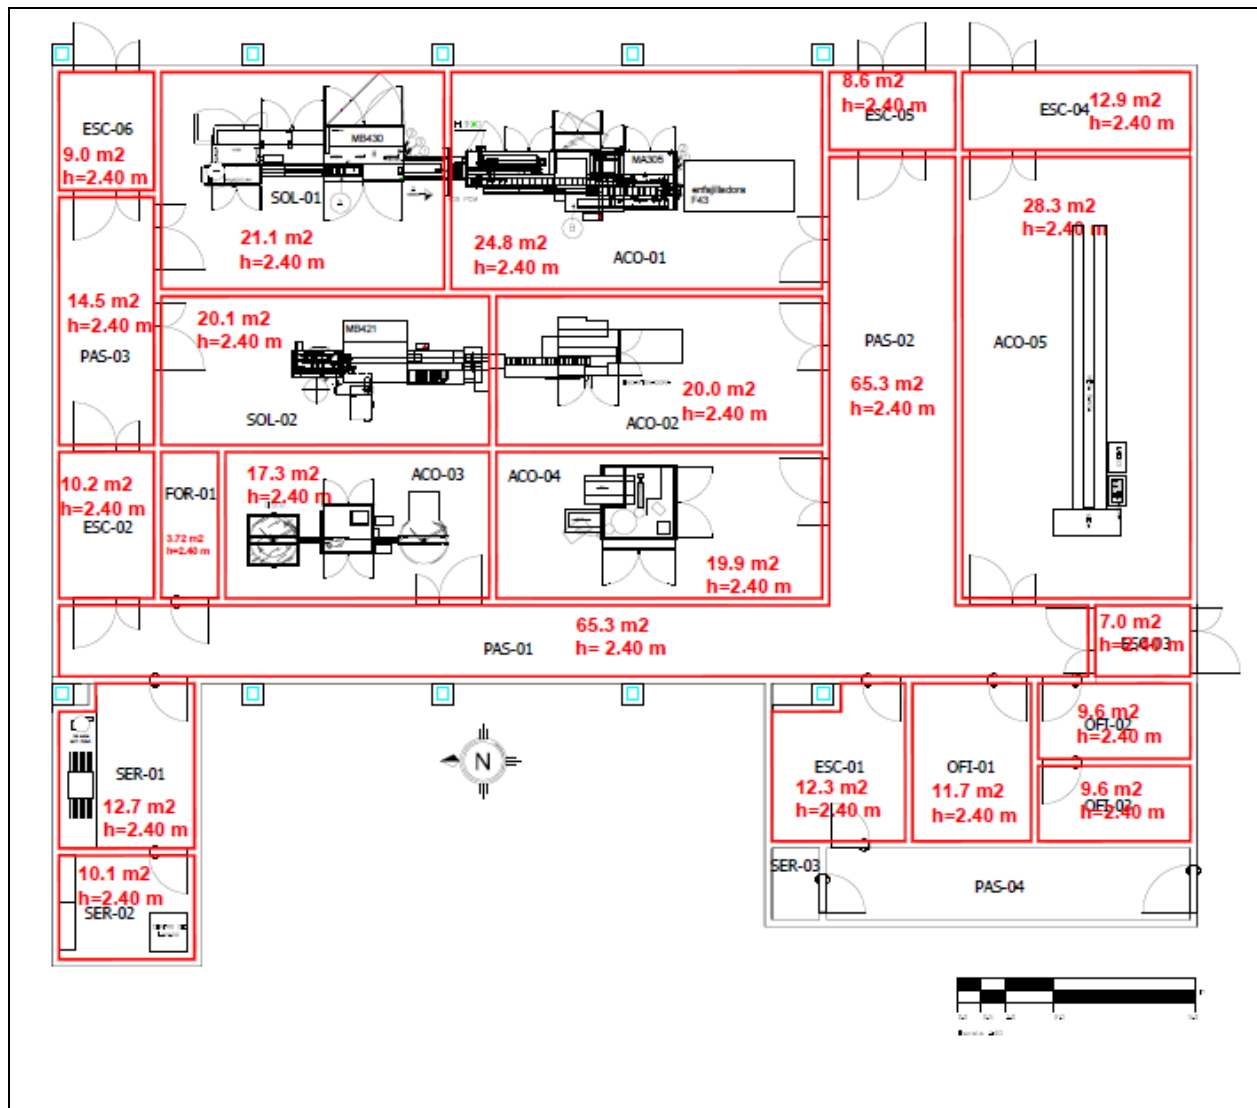 ESC-06
9.0 m2
h=2.40 m
MB430
SOL-01
21.1 m2
h=2.40 m
MA305
enfajilladora
F43
24.8 m2
h=2.40 m
ACO-01
8.6 m2
h=2.40 m
ESC-05
ESC-04
12.9 m2
h=2.40 m
14.5 m2
h=2.40 m
PAS-03
20.1 m2
h=2.40 m
MB421
SOL-02
20.0 m2
h=2.40 m
ACO-02
PAS-02
65.3 m2
h=2.40 m
28.3 m2
h=2.40 m
ACO-05
10.2 m2
h=2.40 m
ESC-02
FOR-01
3.72 m2
h=2.40 m
17.3 m2
h=2.40 m
ACO-03
ACO-04
19.9 m2
h=2.40 m
65.3 m2
h= 2.40 m
PAS-01
7.0 m2
h=2.40 m
ESC-03
SER-01
12.7 m2
h=2.40 m
10.1 m2
h=2.40 m
SER-02
N
ESC-01
12.3 m2
h=2.40 m
OFI-01
11.7 m2
h=2.40 m
9.6 m2
OFI-02
h=2.40 m
9.6 m2
OFI-02
h=2.40 m
SER-03
PAS-04